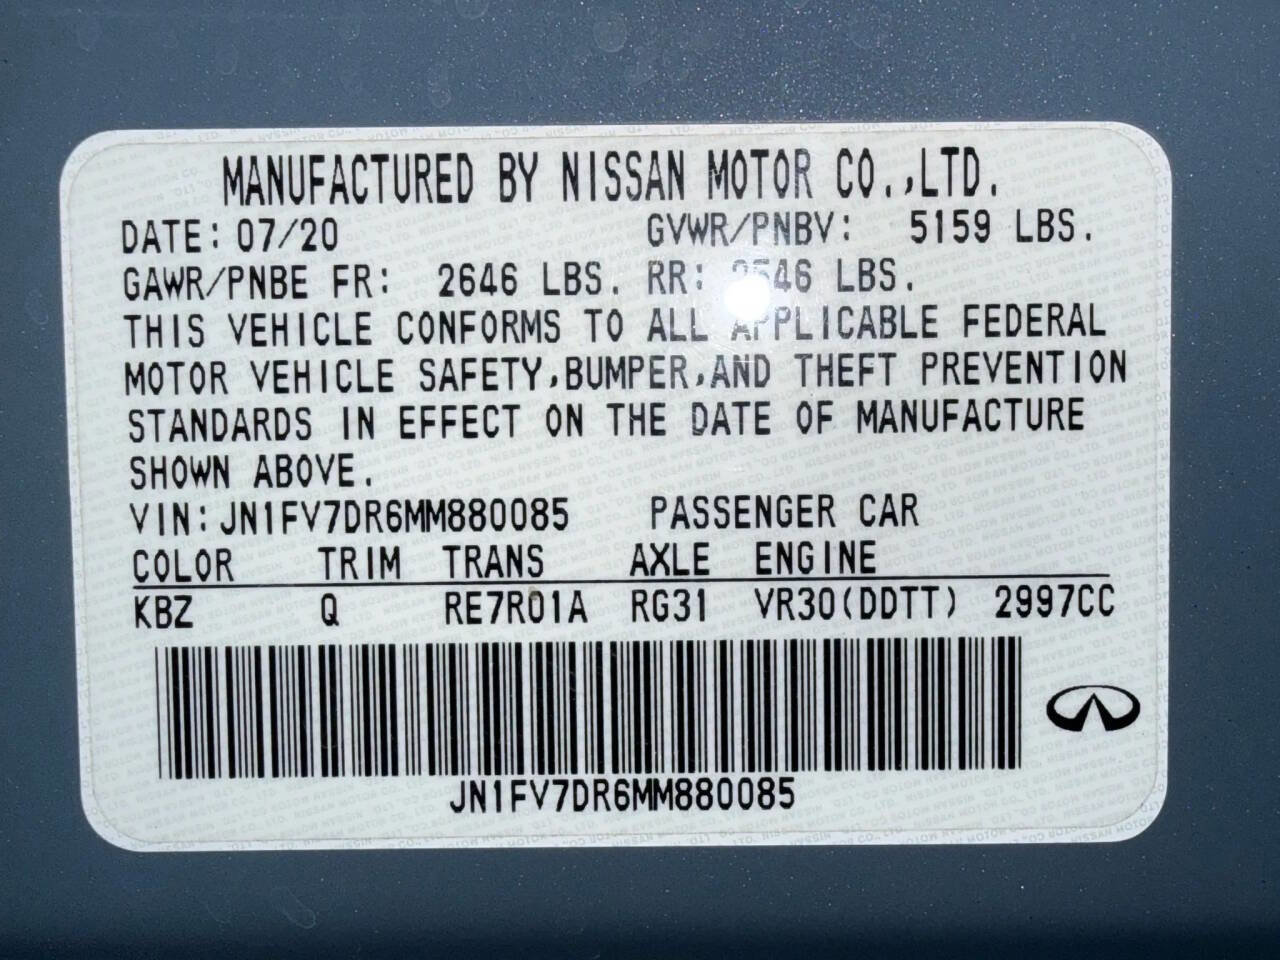 MANUFACTURED BY NISSAN MOTOR CO.,LTD.
DATE: 07/20 GVWR/PNBV: 5159 LBS.
GAWR/PNBE FR: 2646 LBS. RR: LBS.
THIS VEHICLE CONFORMS TO ALL APPLICABLE FEDERAL
MOTOR VEHICLE SAFETY,BUMPER,AND THEFT PREVENTION
STANDARDS IN EFFECT ON THE DATE OF MANUFACTURE
SHOWN ABOVE.
VIN: JN1FV7DR6MM880085 PASSENGER CAR
COLOR TRIM TRANS AXLE ENGINE
KBZ Q RE7R01A RG31 VR30(DDTT) 2997CC
JN1FV7DR6MM880085